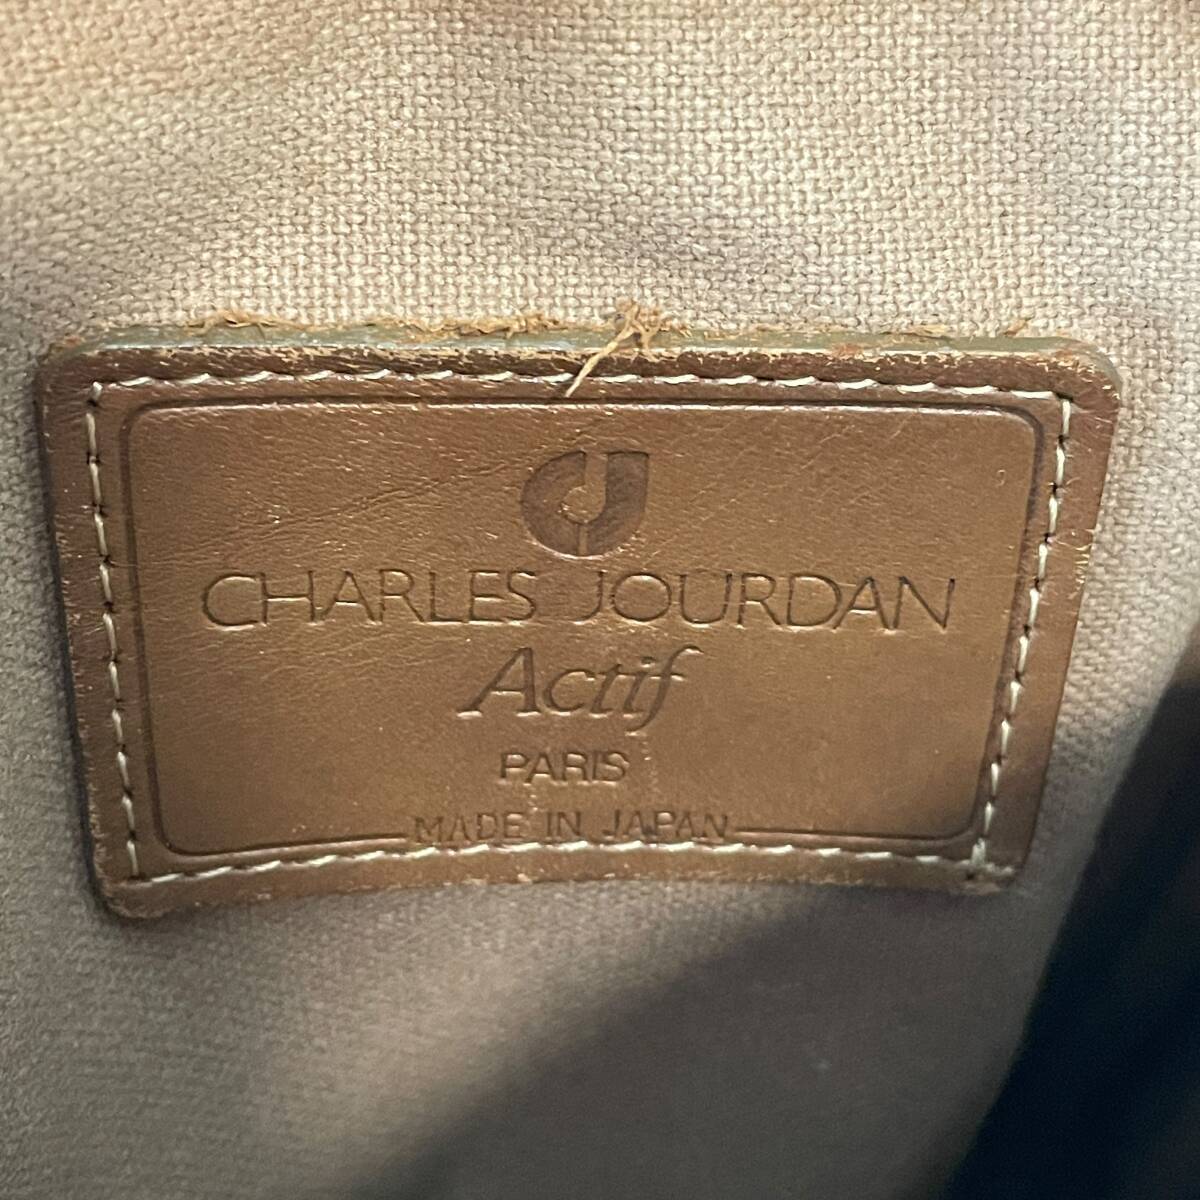 CHARLES JOURDAN
Actif
PARIS
MADE IN JAPAN